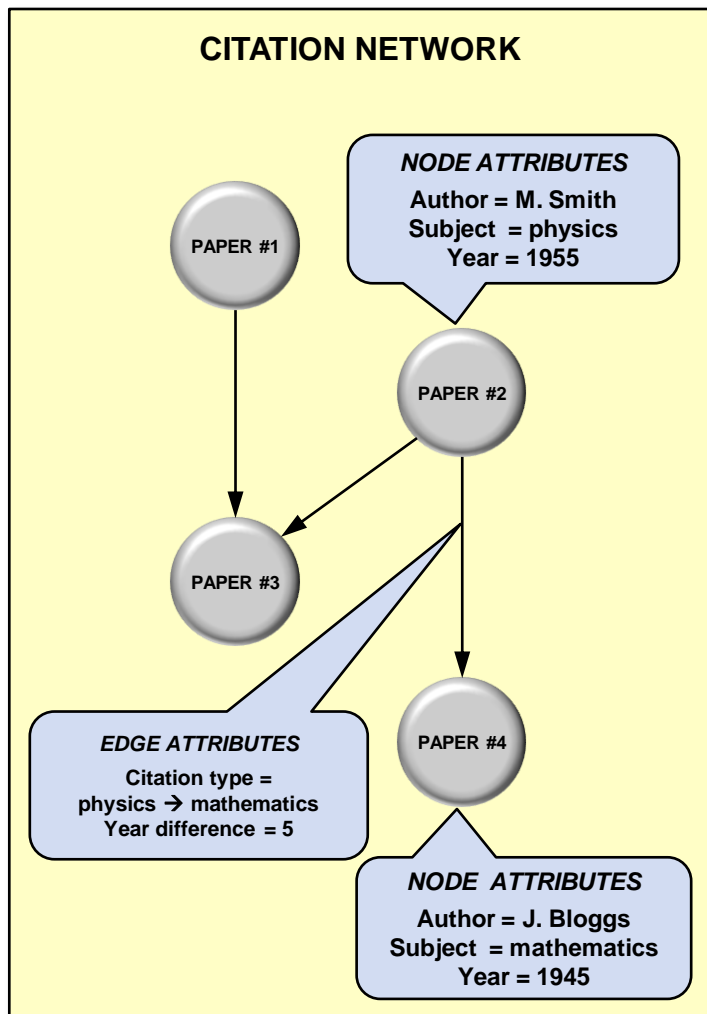 CITATION NETWORK
NODE ATTRIBUTES
Author = M. Smith
Subject = physics
Year = 1955
PAPER #1
PAPER #2
PAPER #3
PAPER #4
EDGE ATTRIBUTES
Citation type =
physics → mathematics
Year difference = 5
NODE ATTRIBUTES
Author = J. Bloggs
Subject = mathematics
Year = 1945